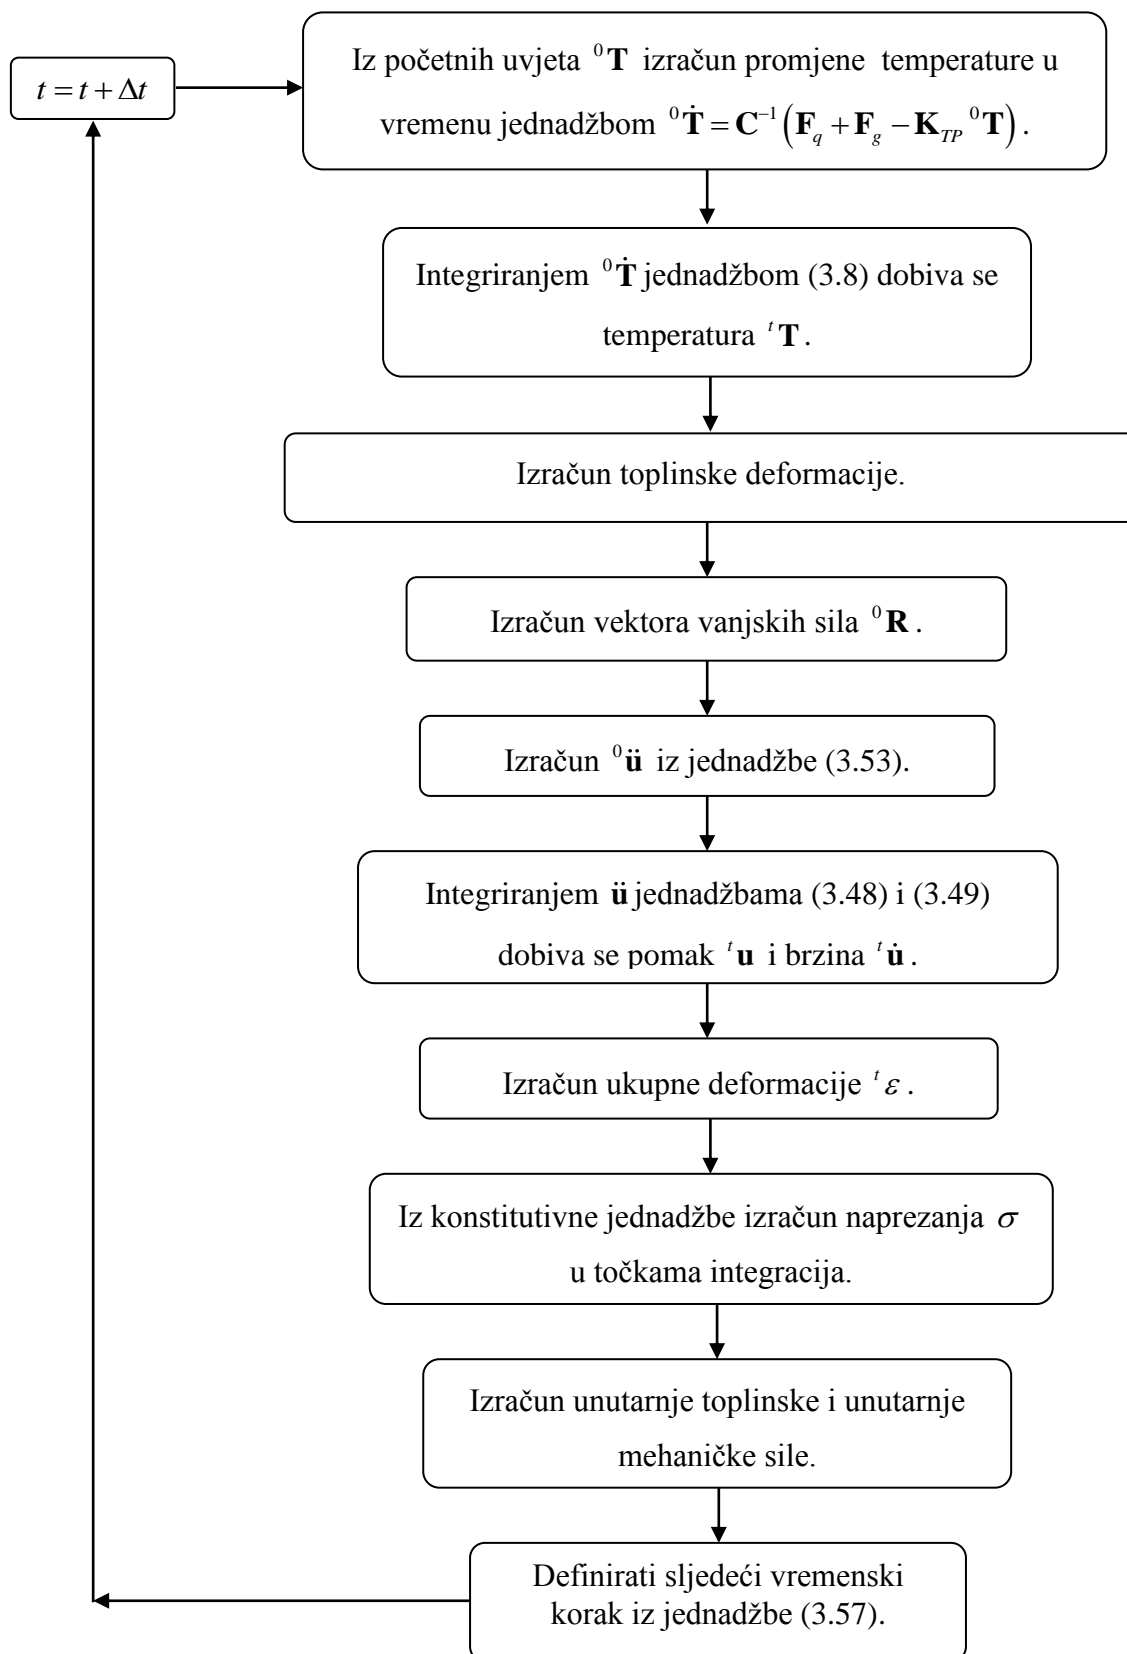 t = t + Δt
Iz početnih uvjeta ⁰T izračun promjene temperature u
vremenu jednadžbom ⁰Ṫ = C⁻¹(F_q + F_g − K_TP ⁰T).
Integriranjem ⁰Ṫ jednadžbom (3.8) dobiva se
temperatura ᵗT.
Izračun toplinske deformacije.
Izračun vektora vanjskih sila ⁰R.
Izračun ⁰ü iz jednadžbe (3.53).
Integriranjem ü jednadžbama (3.48) i (3.49)
dobiva se pomak ᵗu i brzina ᵗu̇.
Izračun ukupne deformacije ᵗε.
Iz konstitutivne jednadžbe izračun naprezanja σ
u točkama integracija.
Izračun unutarnje toplinske i unutarnje
mehaničke sile.
Definirati sljedeći vremenski
korak iz jednadžbe (3.57).